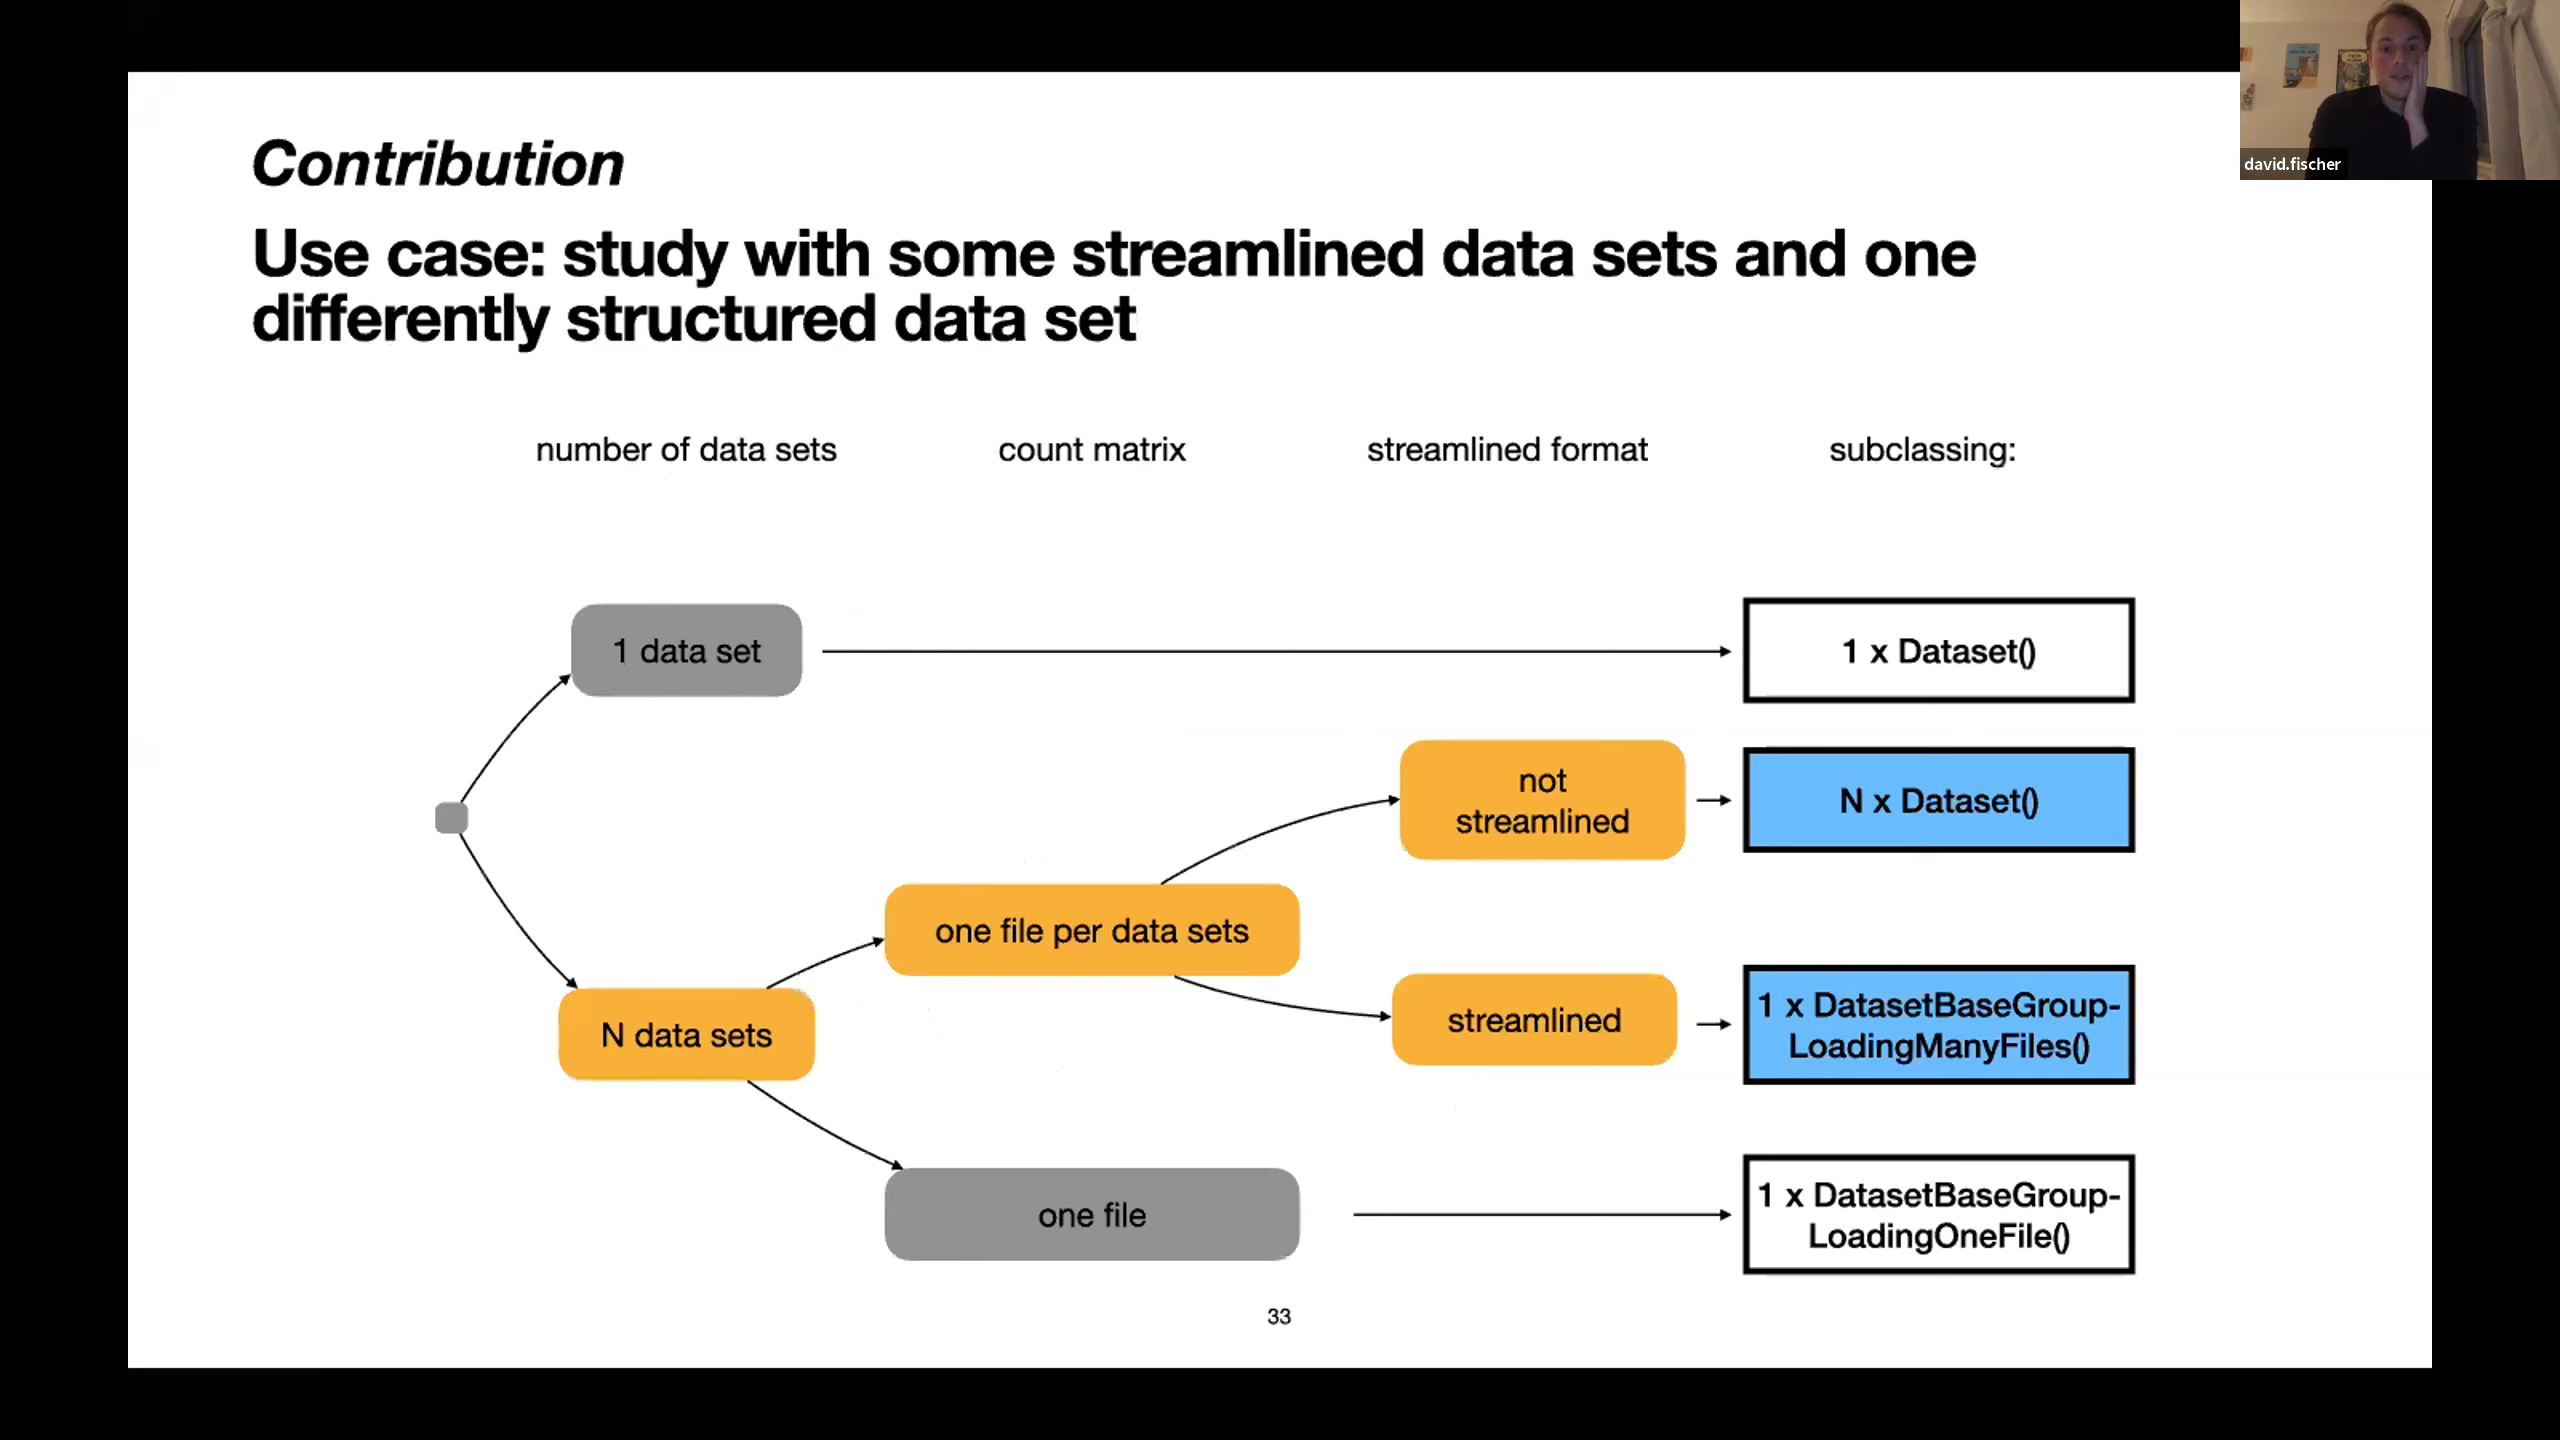 david.fischer
Contribution
Use case: study with some streamlined data sets and one
differently structured data set
number of data sets
count matrix
streamlined format
subclassing:
1 data set
1 x Dataset()
not
streamlined
N x Dataset()
one file per data sets
N data sets
streamlined
1 x DatasetBaseGroup-
LoadingManyFiles()
one file
1 x DatasetBaseGroup-
LoadingOneFile()
33